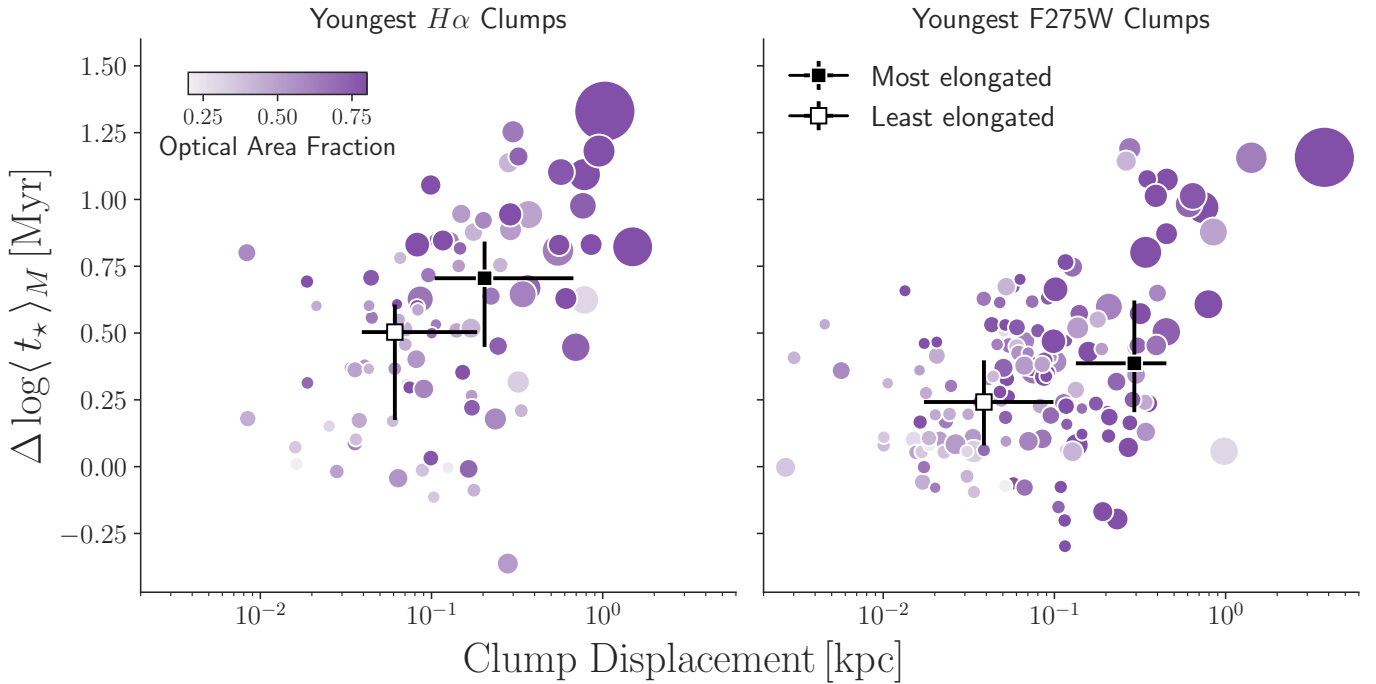 Youngest Hα Clumps
Youngest F275W Clumps
1.50
1.25
1.00
0.75
0.50
0.25
0.00
−0.25
Δ log⟨ t⋆ ⟩M [Myr]
0.25 0.50 0.75
Optical Area Fraction
Most elongated
Least elongated
10⁻² 10⁻¹ 10⁰
10⁻² 10⁻¹ 10⁰
Clump Displacement [kpc]